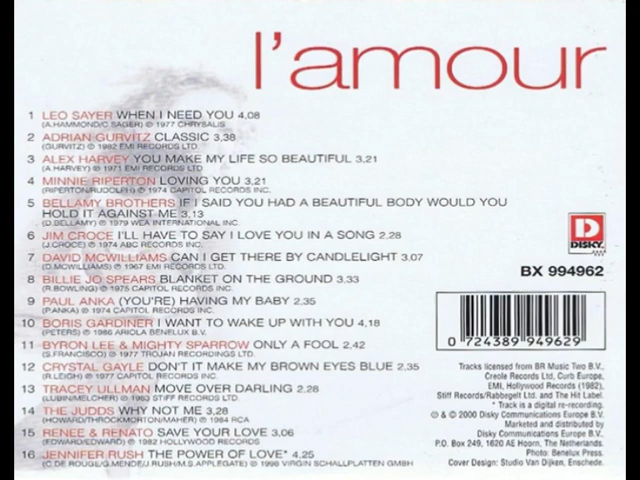 l'amour
1 LEO SAYER WHEN I NEED YOU 4,08
(A.HAMMOND/C.SAGER) ℗ 1977 CHRYSALIS
2 ADRIAN GURVITZ CLASSIC 3,38
(GURVITZ) ℗ 1982 EMI RECORDS LTD
3 ALEX HARVEY YOU MAKE MY LIFE SO BEAUTIFUL 3,21
(A.HARVEY) ℗ 1971 EMI RECORDS LTD
4 MINNIE RIPERTON LOVING YOU 3,21
(RIPERTON/RUDOLPH) ℗ 1974 CAPITOL RECORDS INC.
5 BELLAMY BROTHERS IF I SAID YOU HAD A BEAUTIFUL BODY WOULD YOU
HOLD IT AGAINST ME 3,13
(D.BELLAMY) ℗ 1979 WEA INTERNATIONAL INC.
6 JIM CROCE I'LL HAVE TO SAY I LOVE YOU IN A SONG 2.28
(J.CROCE) ℗ 1974 ABC RECORDS INC.
7 DAVID MCWILLIAMS CAN I GET THERE BY CANDLELIGHT 3.07
(D.MCWILLIAMS) ℗ 1967 EMI RECORDS LTD.
8 BILLIE JO SPEARS BLANKET ON THE GROUND 3.33
(R.BOWLING) ℗ 1975 CAPITOL RECORDS INC.
9 PAUL ANKA (YOU'RE) HAVING MY BABY 2,35
(P.ANKA) ℗ 1974 CAPITOL RECORDS INC.
10 BORIS GARDINER I WANT TO WAKE UP WITH YOU 4,18
(PETERS) ℗ 1986 ARIOLA BENELUX B.V.
11 BYRON LEE & MIGHTY SPARROW ONLY A FOOL 2.42
(S.FRANCISCO) ℗ 1977 TROJAN RECORDINGS LTD.
12 CRYSTAL GAYLE DON'T IT MAKE MY BROWN EYES BLUE 2,35
(R.LEIGH) ℗ 1977 CAPITOL RECORDS INC.
13 TRACEY ULLMAN MOVE OVER DARLING 2.28
(LUBIN/MELCHER) ℗ 1983 STIFF RECORDS LTD.
14 THE JUDDS WHY NOT ME 3,28
(HOWARD/THROCKMORTON/MAHER) ℗ 1984 RCA
15 RENEE & RENATO SAVE YOUR LOVE 3,06
(EDWARD/EDWARD) ℗ 1982 HOLLYWOOD RECORDS
16 JENNIFER RUSH THE POWER OF LOVE* 4.25
(C.DE ROUGE/G.MENDE/J.RUSH/M.S.APPLEGATE) ℗ 1998 VIRGIN SCHALLPLATTEN GMBH
D
DISKY
BX 994962
0 724389 949629
Tracks licensed from BR Music Two B.V.,
Creole Records Ltd, Curb Europe,
EMI, Hollywood Records (1982),
Stiff Records/Rabbegelt Ltd. and The Hit Label.
* Track is a digital re-recording.
℗ & © 2000 Disky Communications Europe B.V.
Marketed and distributed by
Disky Communications Europe B.V.,
P.O. Box 249, 1620 AE Hoorn, The Netherlands.
Photo: Benelux Press.
Cover Design: Studio Van Dijken, Enschede.